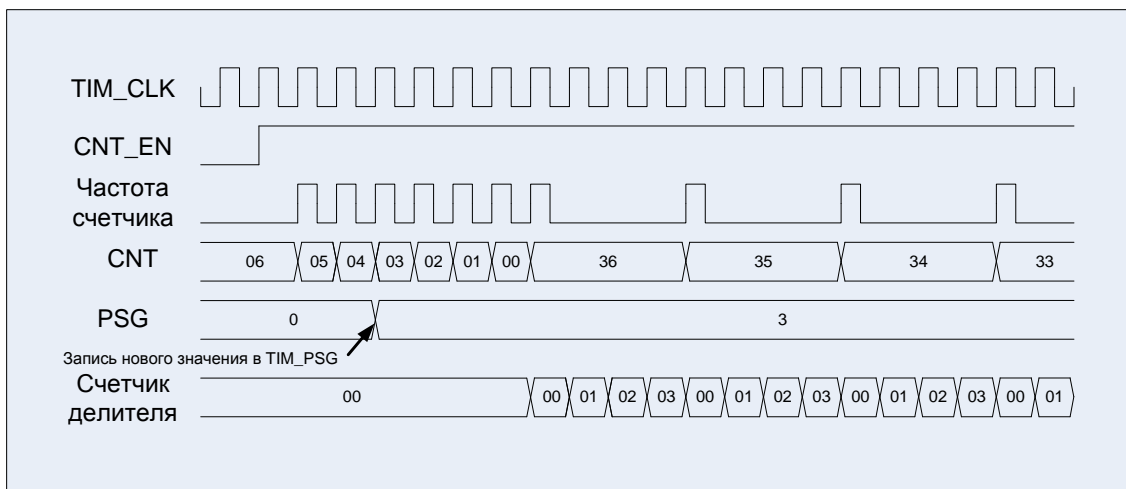 TIM_CLK
CNT_EN
Частота
счетчика
CNT
06 05 04 03 02 01 00 36 35 34 33
PSG
0 3
Запись нового значения в TIM_PSG
Счетчик
делителя
00 00 01 02 03 00 01 02 03 00 01 02 03 00 01